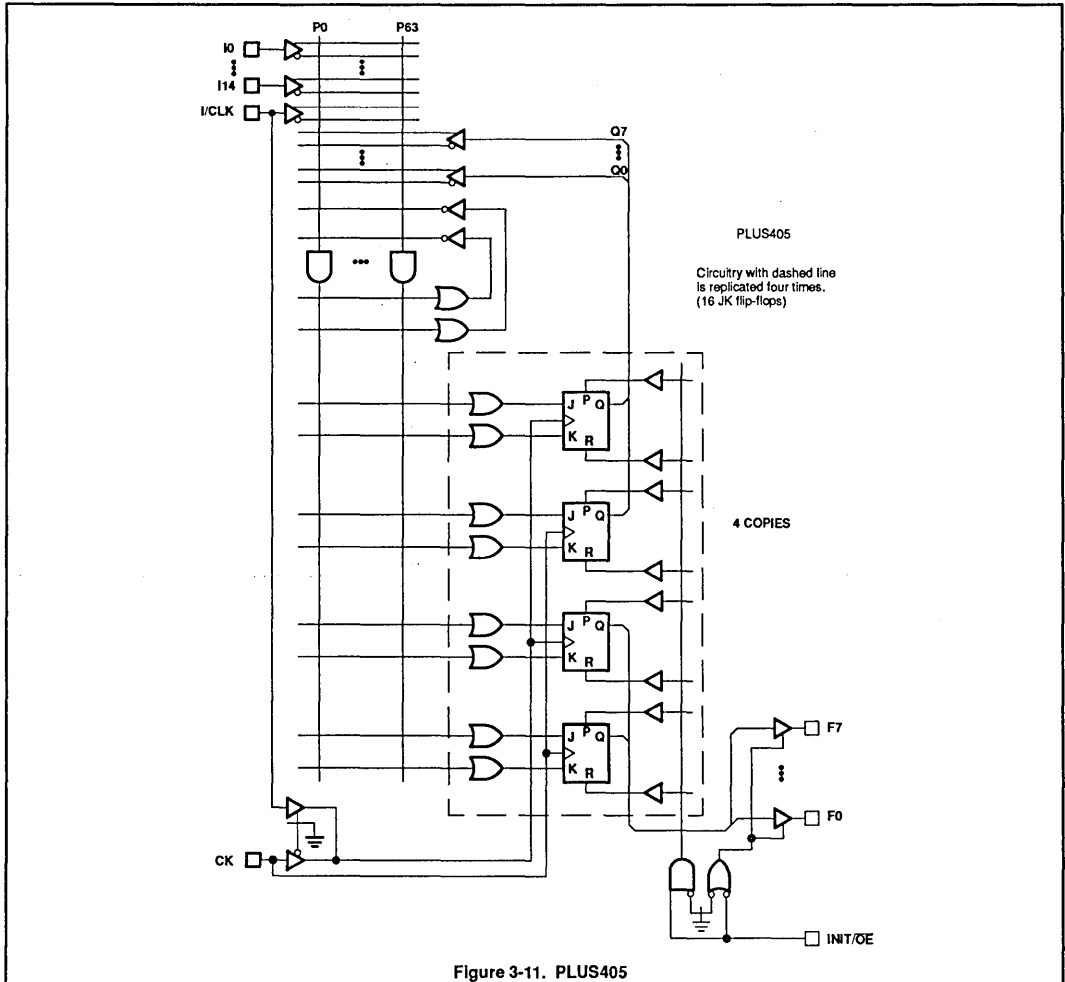 P0 P63
I0
I14
I/CLK
Q7
Q0
PLUS405
Circuitry with dashed line
is replicated four times.
(16 JK flip-flops)
J P Q
K R
J P Q
K R
4 COPIES
J P Q
K R
J P Q
K R
F7
F0
CK
INIT/O̅E̅
Figure 3-11. PLUS405